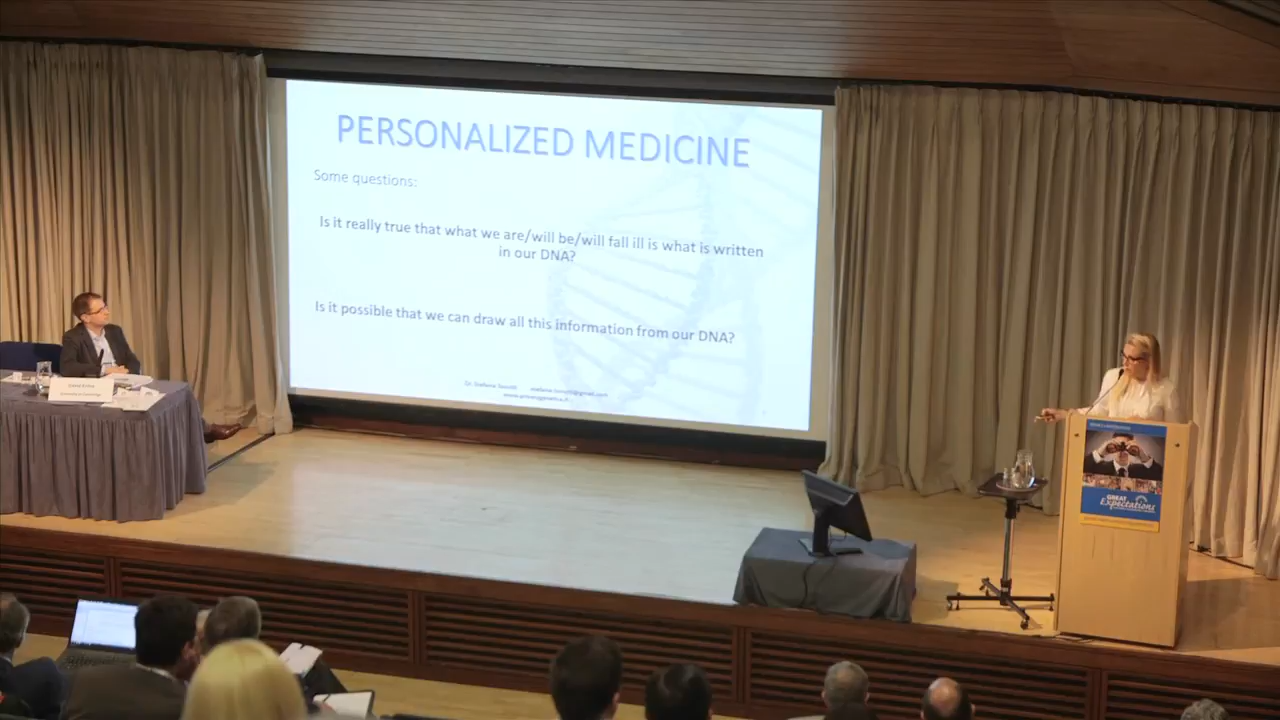 PERSONALIZED MEDICINE
Some questions:
Is it really true that what we are/will be/will fall ill is what is written
in our DNA?
Is it possible that we can draw all this information from our DNA?
Dr. Stefania
GREAT
Expectations